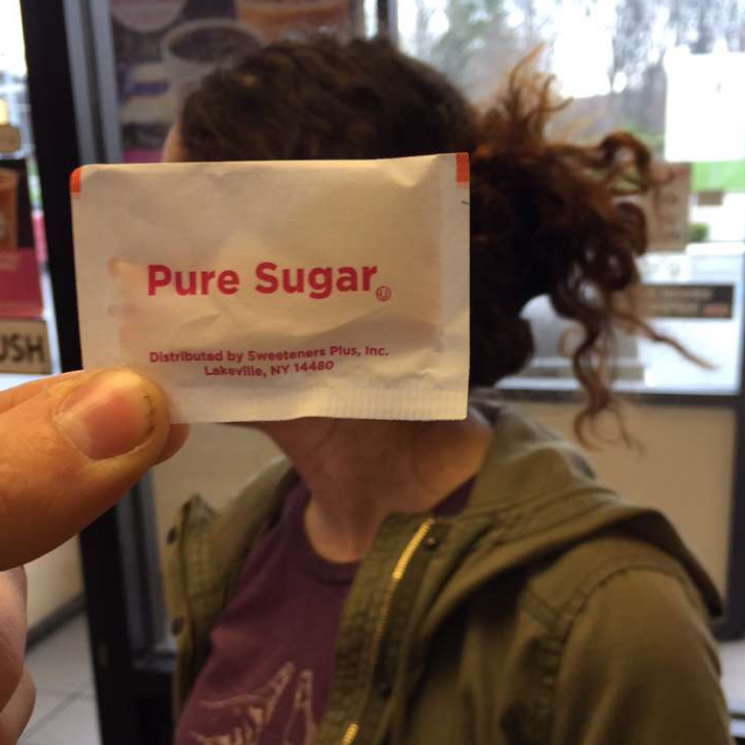 Pure Sugar
Distributed by Sweeteners Plus, Inc.
Lakeville, NY 14480
USH